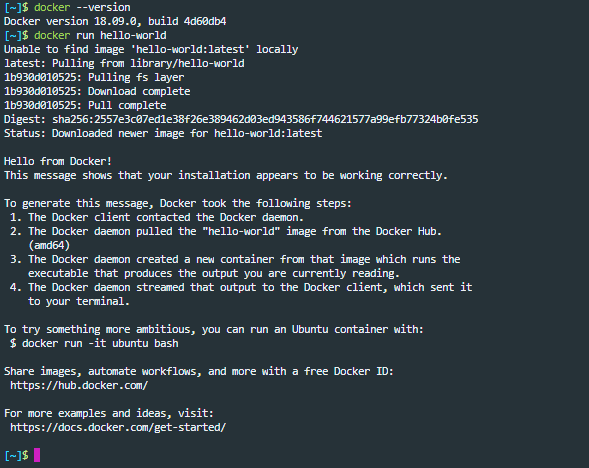 [~]$ docker --version
Docker version 18.09.0, build 4d60db4
[~]$ docker run hello-world
Unable to find image 'hello-world:latest' locally
latest: Pulling from library/hello-world
1b930d010525: Pulling fs layer
1b930d010525: Download complete
1b930d010525: Pull complete
Digest: sha256:2557e3c07ed1e38f26e389462d03ed943586f744621577a99efb77324b0fe535
Status: Downloaded newer image for hello-world:latest

Hello from Docker!
This message shows that your installation appears to be working correctly.

To generate this message, Docker took the following steps:
 1. The Docker client contacted the Docker daemon.
 2. The Docker daemon pulled the "hello-world" image from the Docker Hub.
    (amd64)
 3. The Docker daemon created a new container from that image which runs the
    executable that produces the output you are currently reading.
 4. The Docker daemon streamed that output to the Docker client, which sent it
    to your terminal.

To try something more ambitious, you can run an Ubuntu container with:
 $ docker run -it ubuntu bash

Share images, automate workflows, and more with a free Docker ID:
 https://hub.docker.com/

For more examples and ideas, visit:
 https://docs.docker.com/get-started/

[~]$